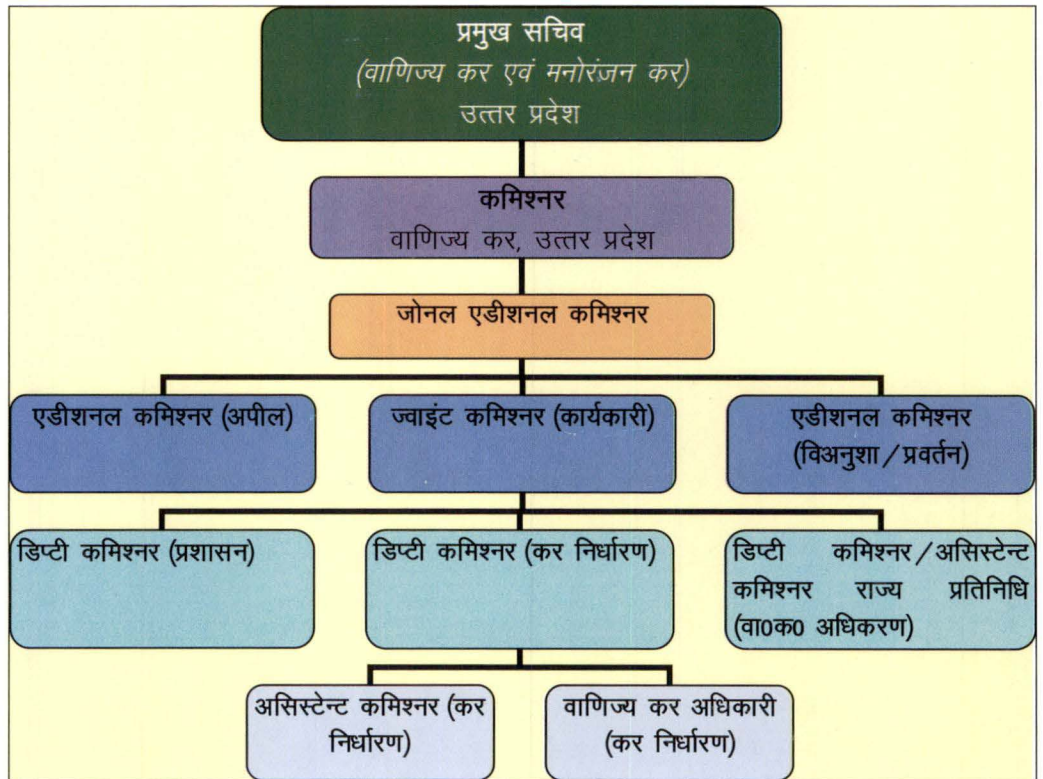 प्रमुख सचिव
(वाणिज्य कर एवं मनोरंजन कर)
उत्तर प्रदेश
कमिश्नर
वाणिज्य कर, उत्तर प्रदेश
जोनल एडीशनल कमिश्नर
एडीशनल कमिश्नर (अपील)
ज्वाइंट कमिश्नर (कार्यकारी)
एडीशनल कमिश्नर
(विअनुशा/प्रवर्तन)
डिप्टी कमिश्नर (प्रशासन)
डिप्टी कमिश्नर (कर निर्धारण)
डिप्टी कमिश्नर/असिस्टेन्ट
कमिश्नर राज्य प्रतिनिधि
(वा0क0 अधिकरण)
असिस्टेन्ट कमिश्नर (कर
निर्धारण)
वाणिज्य कर अधिकारी
(कर निर्धारण)